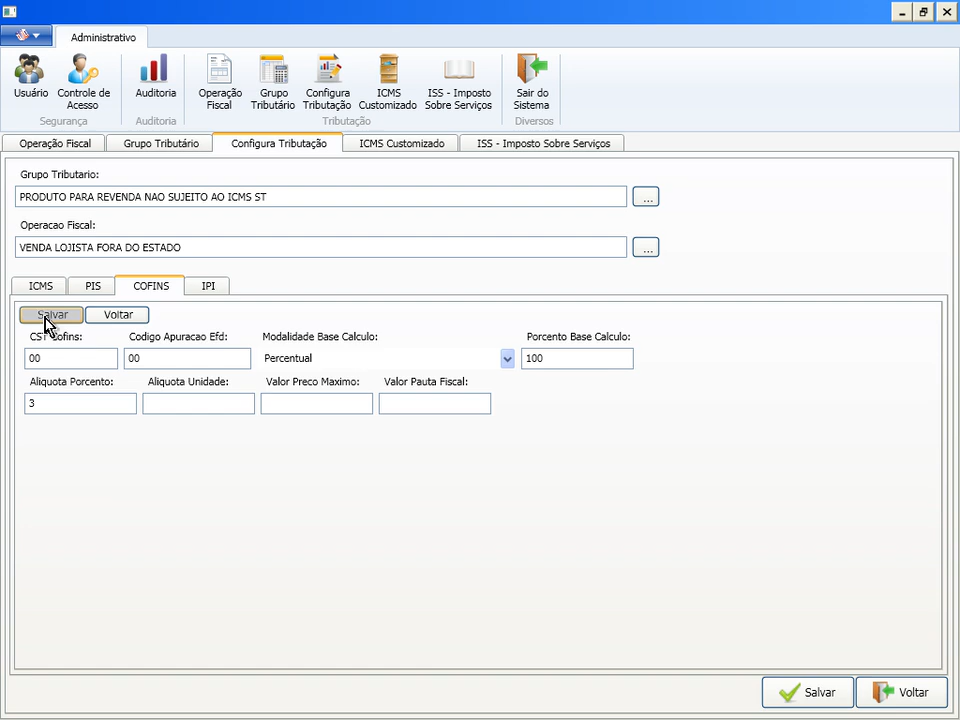 Administrativo
Usuário
Controle de Acesso
Segurança
Auditoria
Auditoria
Operação Fiscal
Grupo Tributário
Configura Tributação
ICMS Customizado
ISS - Imposto Sobre Serviços
Tributação
Sair do Sistema
Diversos
Operação Fiscal
Grupo Tributário
Configura Tributação
ICMS Customizado
ISS - Imposto Sobre Serviços
Grupo Tributario:
PRODUTO PARA REVENDA NAO SUJEITO AO ICMS ST
...
Operacao Fiscal:
VENDA LOJISTA FORA DO ESTADO
...
ICMS
PIS
COFINS
IPI
Salvar
Voltar
CST Cofins:
Codigo Apuracao Efd:
Modalidade Base Calculo:
Porcento Base Calculo:
00
00
Percentual
100
Aliquota Porcento:
Aliquota Unidade:
Valor Preco Maximo:
Valor Pauta Fiscal:
3
Salvar
Voltar